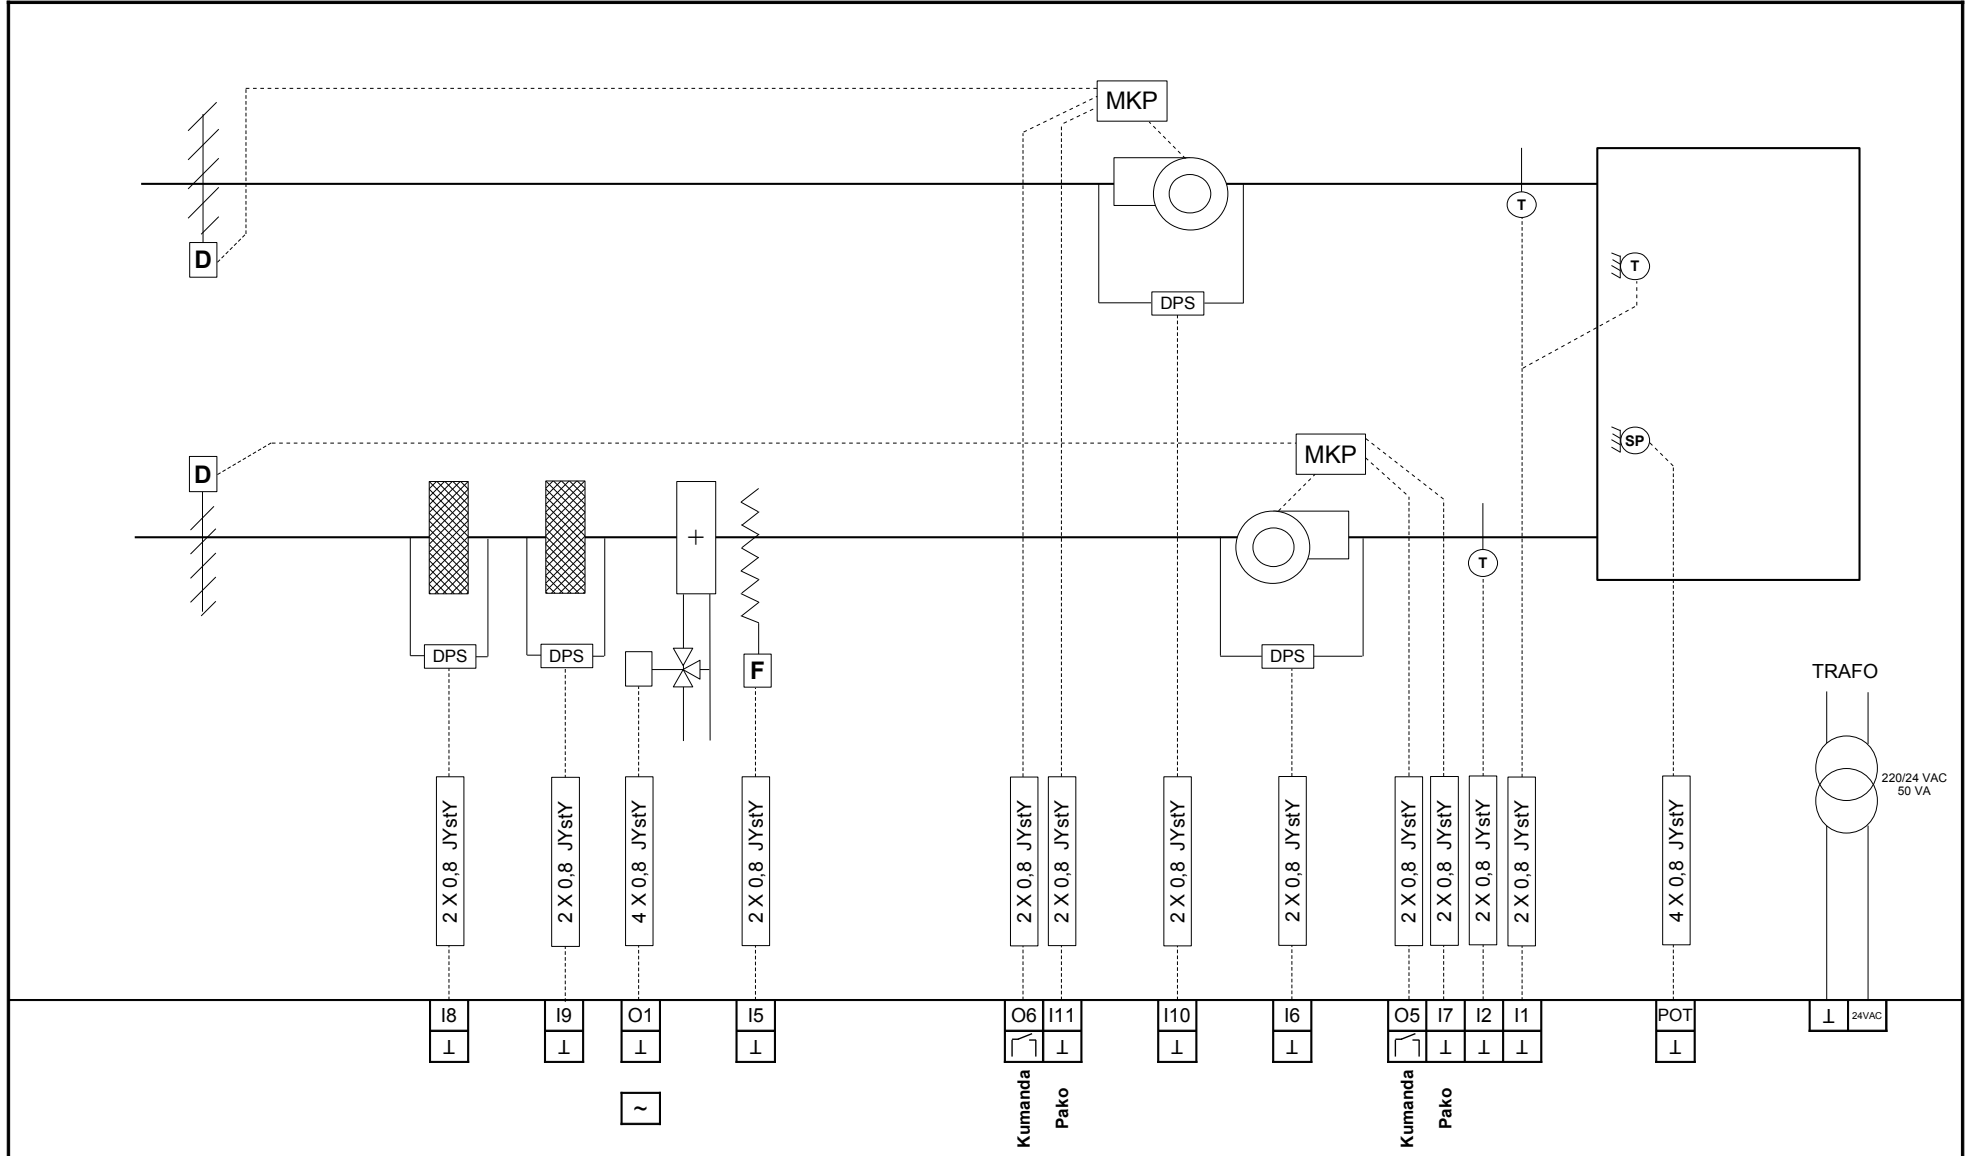 MKP
T
D
T
DPS
SP
MKP
D
T
DPS
DPS
F
DPS
TRAFO
220/24 VAC
50 VA
2 X 0,8 JYstY
2 X 0,8 JYstY
4 X 0,8 JYstY
2 X 0,8 JYstY
2 X 0,8 JYstY
2 X 0,8 JYstY
2 X 0,8 JYstY
2 X 0,8 JYstY
2 X 0,8 JYstY
2 X 0,8 JYstY
2 X 0,8 JYstY
2 X 0,8 JYstY
4 X 0,8 JYstY
I8
I9
O1
I5
O6
I11
I10
I6
O5
I7
I2
I1
POT
⊥
24VAC
⊥
⊥
⊥
⊥
⊥
⊥
⊥
⊥
⊥
⊥
⊥
~
Kumanda
Pako
Kumanda
Pako